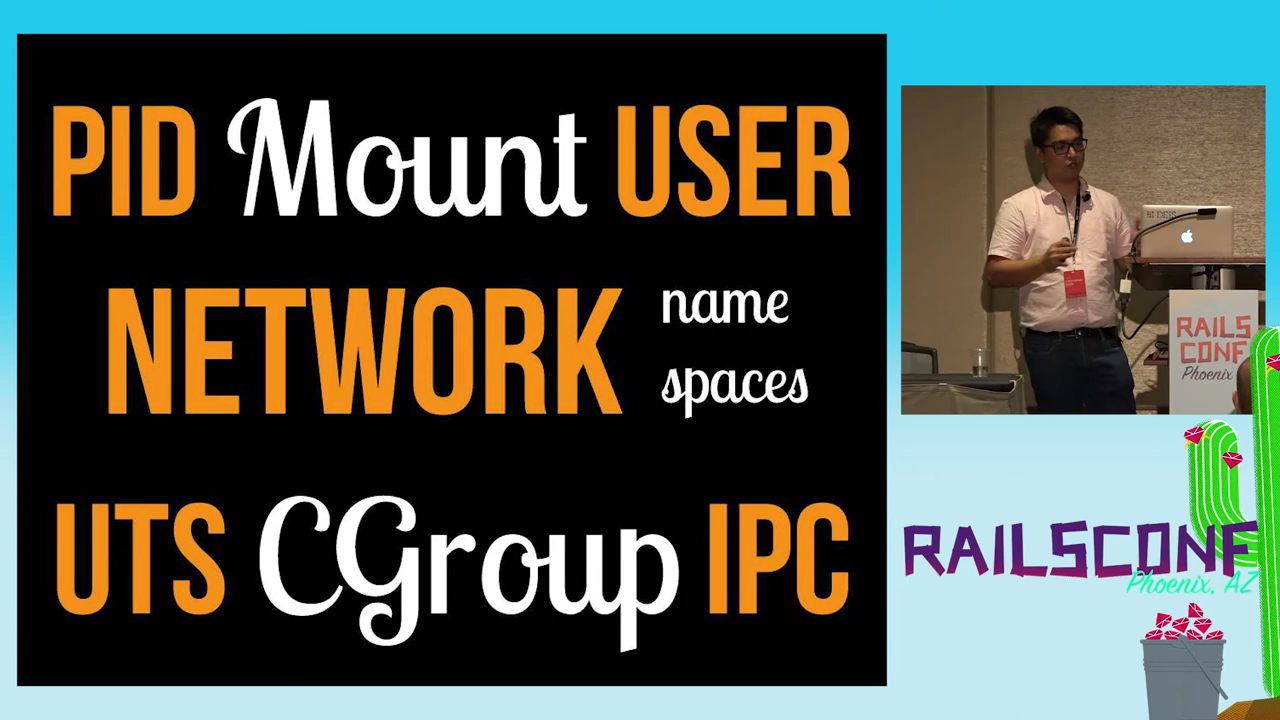 PID Mount USER
NETWORK name
spaces
UTS CGroup IPC
RAILS
CONF
Phoenix
RAILSCONF
Phoenix, AZ